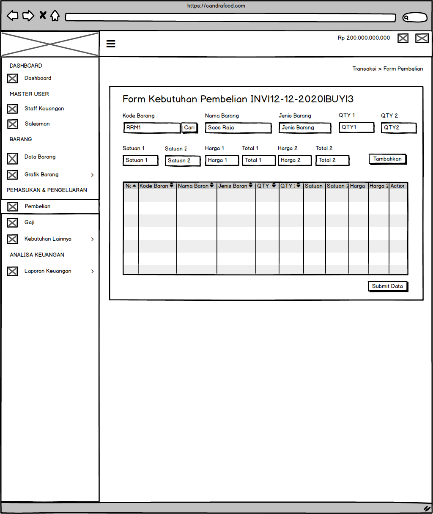 https://candrafood.com
Rp 200.000.000.000
DASHBOARD
Dashboard
MASTER USER
Staff Keuangan
Salesman
BARANG
Data Barang
Grafik Barang
PEMASUKAN & PENGELUARAN
Pembelian
Gaji
Kebutuhan Lainnya
ANALISA KEUANGAN
Laporan Keuangan
Transaksi > Form Pembelian
Form Kebutuhan Pembelian INV|12-12-2020|BUY|3
Kode Barang Nama Barang Jenis Barang QTY 1 QTY 2
BRM1 Cari Saos Raja Jenis Barang QTY1 QTY2
Satuan 1 Satuan 2 Harga 1 Total 1 Harga 2 Total 2
Satuan 1 Satuan 2 Harga 1 Total 1 Harga 2 Total 2 Tambahkan
Kode Baran Nama Baran Jenis Baran QTY QTY Satuan Satuan 2 Harga Harga 2 Action
Submit Data